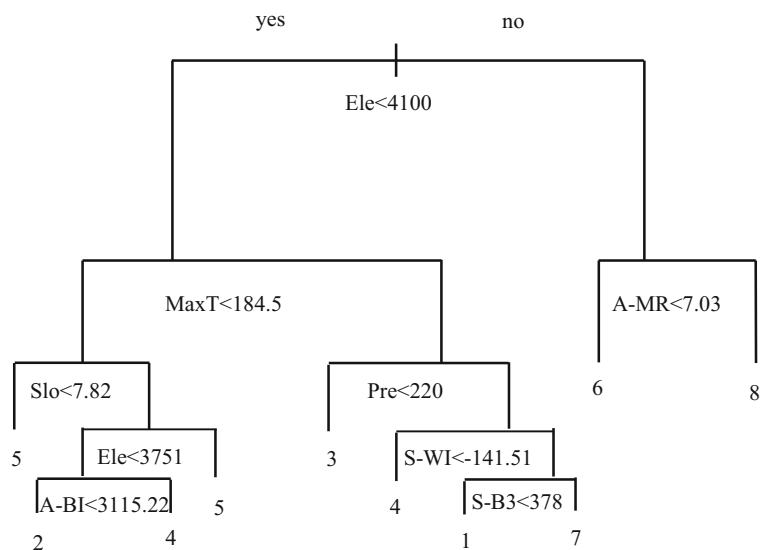 yes no
Ele<4100
MaxT<184.5 A-MR<7.03
Slo<7.82 Pre<220 6 8
5 Ele<3751 3 S-WI<-141.51
A-BI<3115.22 5 4 S-B3<378
2 4 1 7